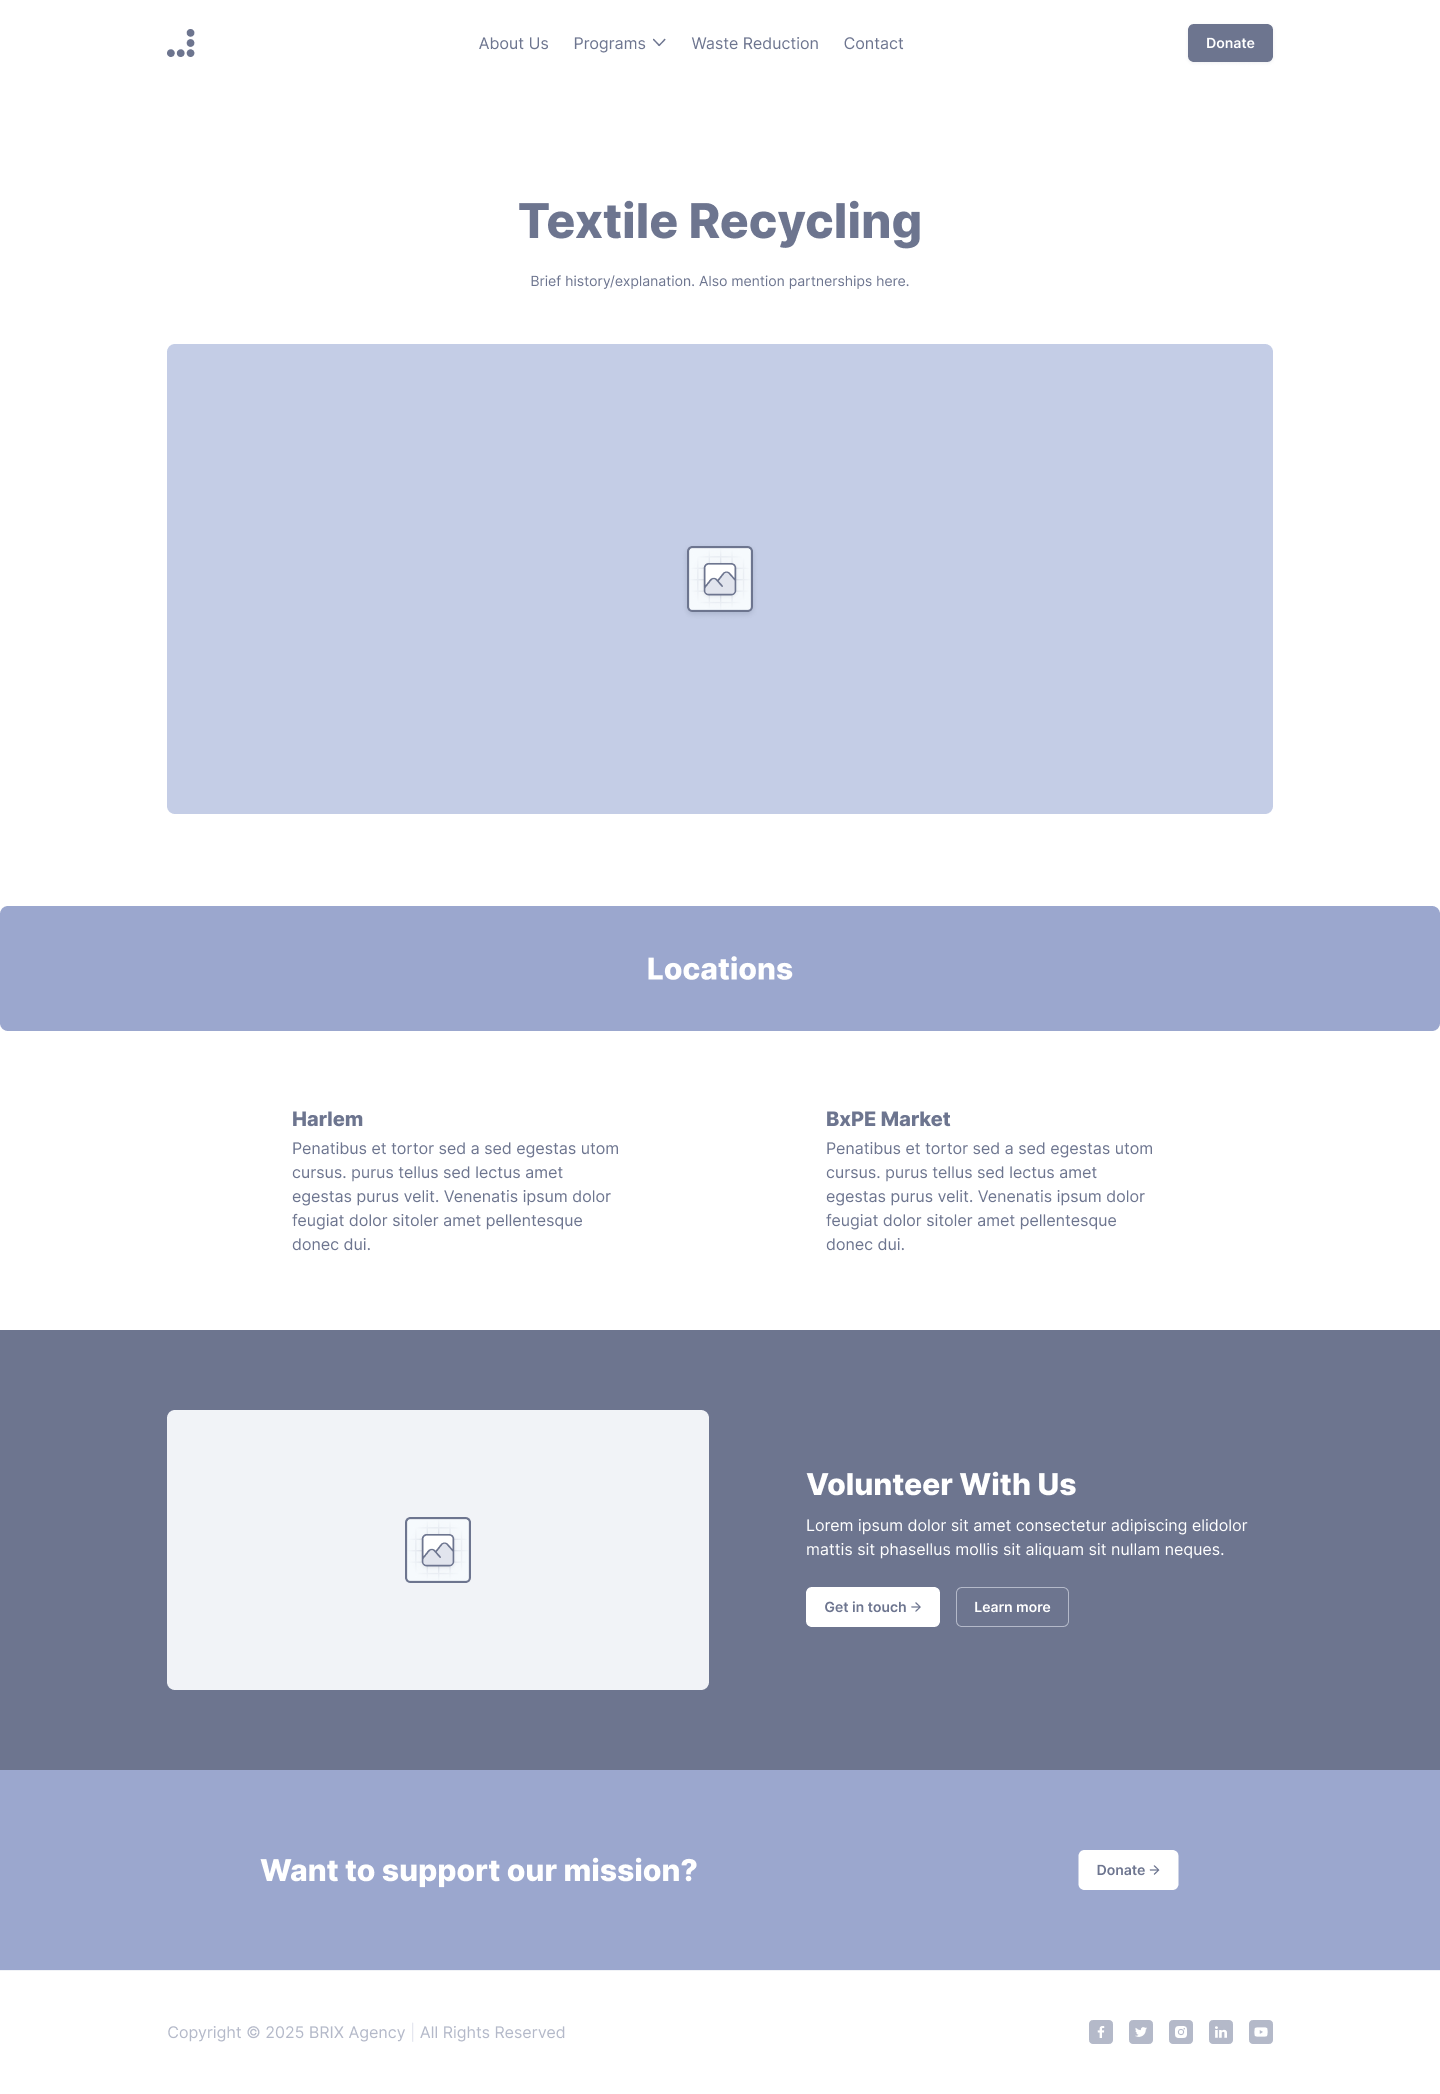 About Us
Programs
Waste Reduction
Contact
Donate
Textile Recycling
Brief history/explanation. Also mention partnerships here.
Locations
Harlem
Penatibus et tortor sed a sed egestas utom
cursus. purus tellus sed lectus amet
egestas purus velit. Venenatis ipsum dolor
feugiat dolor sitoler amet pellentesque
donec dui.
BxPE Market
Penatibus et tortor sed a sed egestas utom
cursus. purus tellus sed lectus amet
egestas purus velit. Venenatis ipsum dolor
feugiat dolor sitoler amet pellentesque
donec dui.
Volunteer With Us
Lorem ipsum dolor sit amet consectetur adipiscing elidolor
mattis sit phasellus mollis sit aliquam sit nullam neques.
Get in touch →
Learn more
Want to support our mission?
Donate →
Copyright © 2025 BRIX Agency | All Rights Reserved